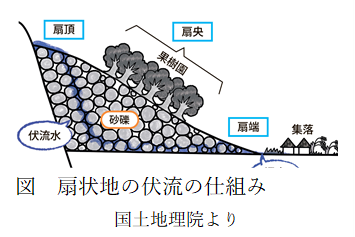 扇頂
扇央
果樹園
砂礫
伏流水
扇端
集落
図　扇状地の伏流の仕組み
国土地理院より